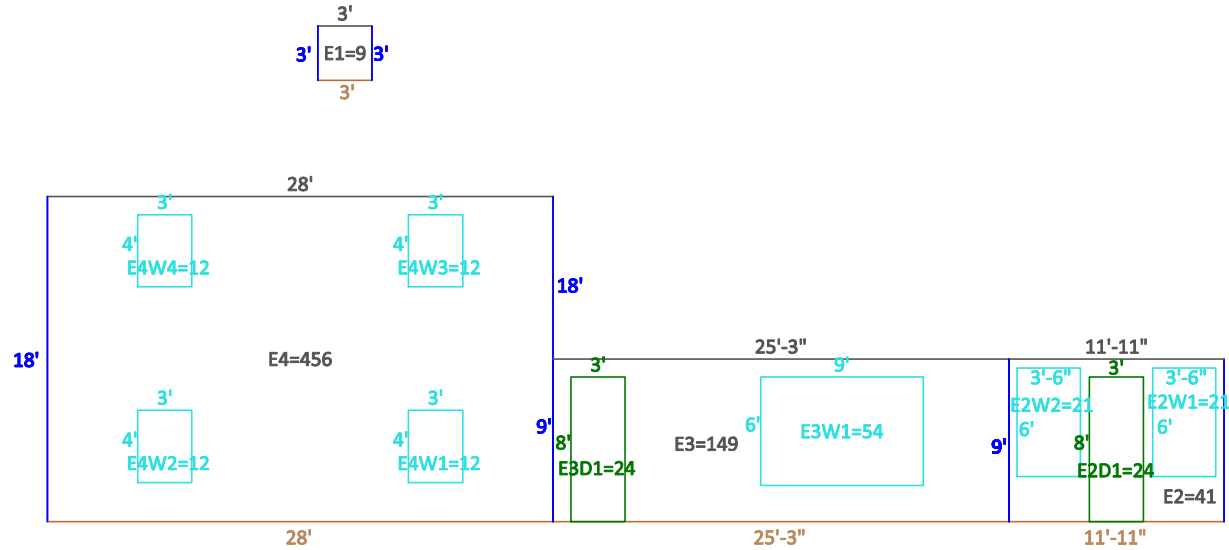 3'
3' E1=9 3'
3'
28'
3' 3'
4' 4'
E4W4=12 E4W3=12
18'
25'-3" 11'-11"
18' E4=456
3' 9' 3'
3'-6" 3'-6"
3' 3'
E2W2=21 E2W1=21
9' 6' 6' 6'
E3W1=54
4' 4' 8' E3=149 9' 8'
E4W2=12 E4W1=12 E3D1=24 E2D1=24
E2=41
28' 25'-3" 11'-11"